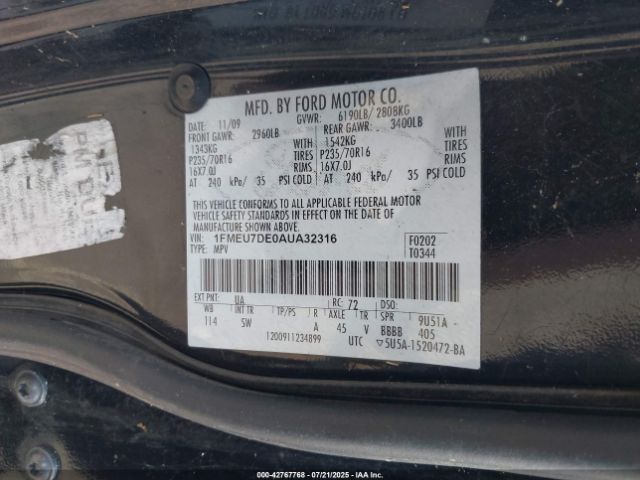 MFD. BY FORD MOTOR CO.
DATE: 11/09 GVWR: 6190LB/ 2808KG
FRONT GAWR: 2960LB REAR GAWR: 3400LB
1343KG WITH 1542KG WITH
P235/70R16 TIRES P235/70R16 TIRES
16X7.0J RIMS 16X7.0J RIMS
AT 240 kPa/ 35 PSI COLD AT 240 kPa/ 35 PSI COLD
THIS VEHICLE CONFORMS TO ALL APPLICABLE FEDERAL MOTOR
VEHICLE SAFETY AND THEFT PREVENTION STANDARDS IN EFFECT ON THE DATE OF
MANUFACTURE SHOWN ABOVE.
VIN: 1FMEU7DE0AUA32316 F0202
TYPE: MPV T0344
EXT PNT: UA RC: 72 DSO:
WB INT TR TP/PS R AXLE TR SPR 9U51A
114 SW A 45 V BBBB 405
1200911234899 UTC 5U5A-1520472-BA
000-42767768 07/21/2025 IAA Inc.